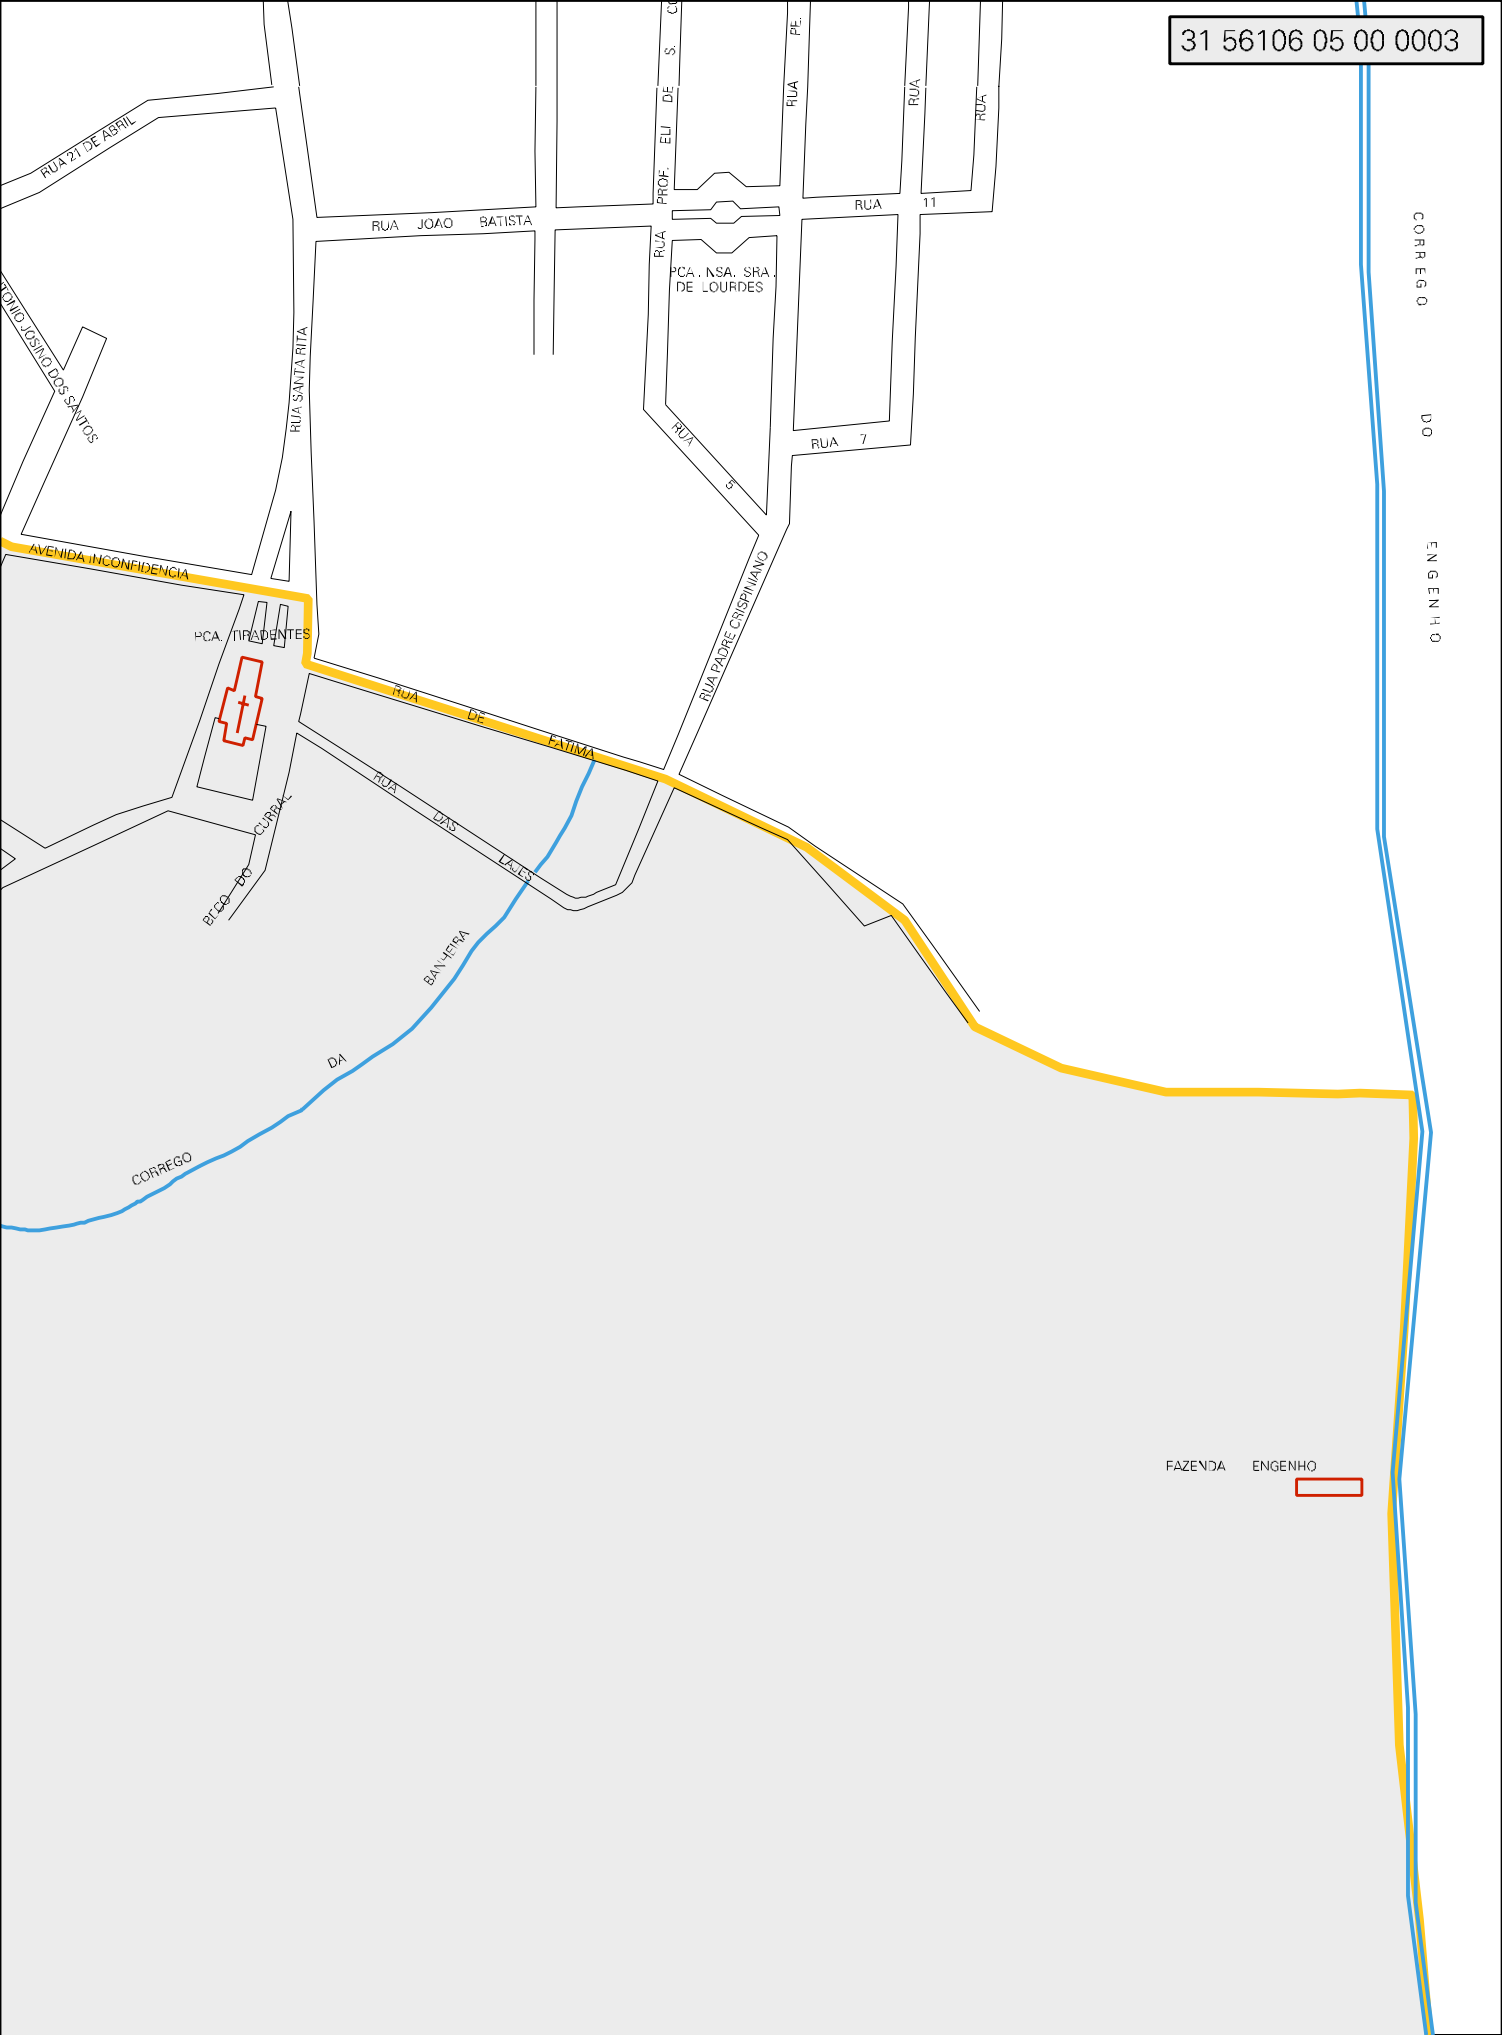 31 56106 05 00 0003
RUA 21 DE ABRIL
RUA PROF. ELI DE S.
RUA PE.
RUA
RUA
RUA JOAO BATISTA
RUA 11
PCA. NSA. SRA.
DE LOURDES
JOSINO DOS SANTOS
RUA SANTA RITA
RUA 5
RUA 7
CORREGO DO ENGENHO
AVENIDA INCONFIDENCIA
PCA. TIRADENTES
RUA PADRE CRISPINIANO
RUA DE FATIMA
RUA DAS LAJES
BECO DO CURRAL
CORREGO DA BANHEIRA
FAZENDA ENGENHO